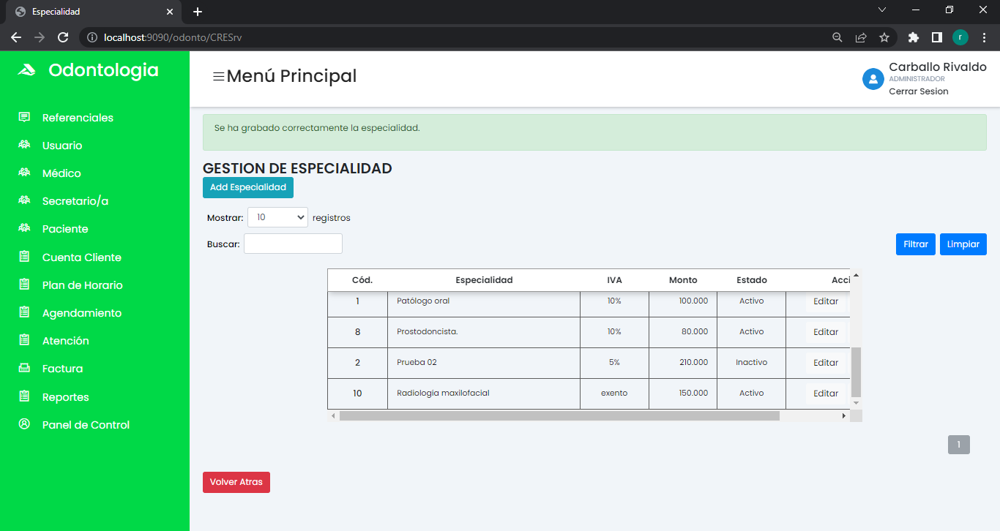 Especialidad
localhost:9090/odonto/CRESrv
r
Odontologia
Menú Principal
Carballo Rivaldo
ADMINISTRADOR
Cerrar Sesion
Referenciales
Usuario
Médico
Secretario/a
Paciente
Cuenta Cliente
Plan de Horario
Agendamiento
Atención
Factura
Reportes
Panel de Control
Se ha grabado correctamente la especialidad.
GESTION DE ESPECIALIDAD
Add Especialidad
Mostrar: 10 registros
Buscar:
Filtrar Limpiar
Cód. Especialidad IVA Monto Estado Acci
1 Patólogo oral 10% 100.000 Activo Editar
8 Prostodoncista. 10% 80.000 Activo Editar
2 Prueba 02 5% 210.000 Inactivo Editar
10 Radiologia maxilofacial exento 150.000 Activo Editar
1
Volver Atras